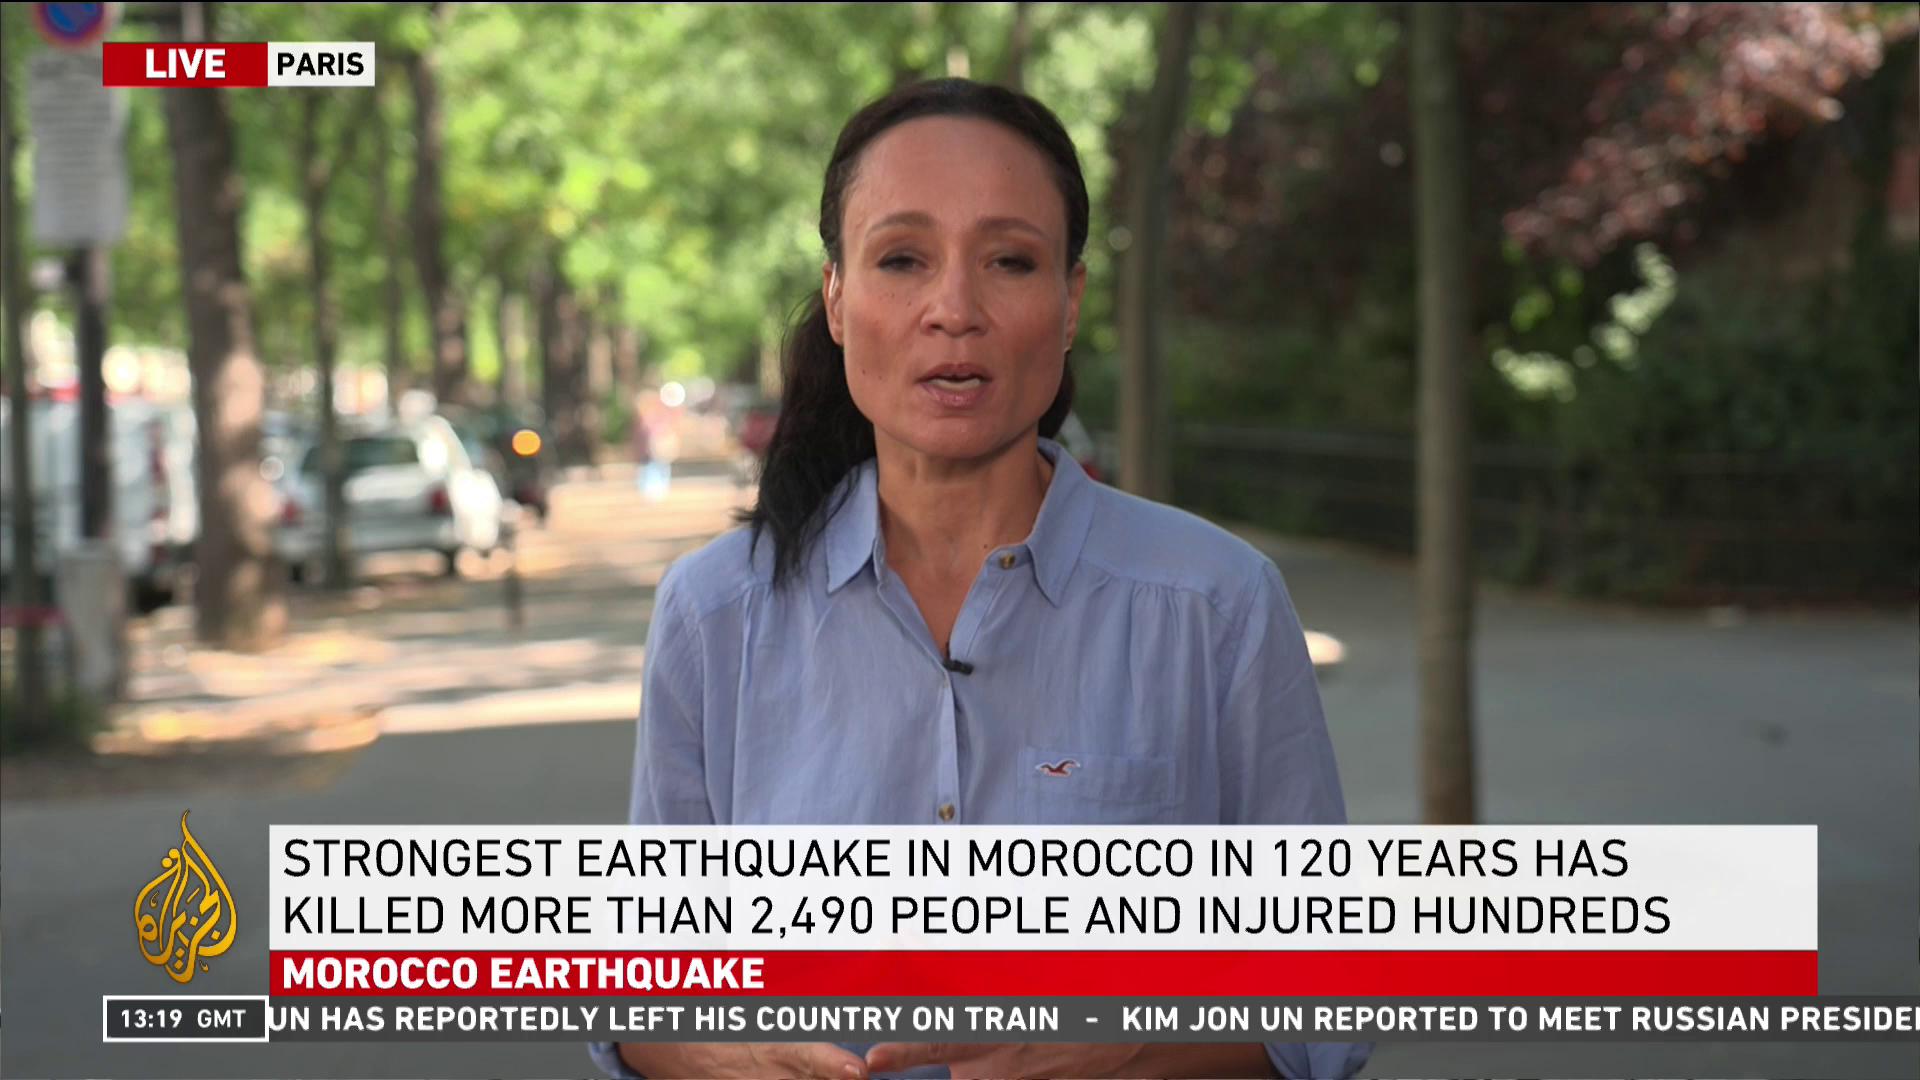 LIVE PARIS
STRONGEST EARTHQUAKE IN MOROCCO IN 120 YEARS HAS
KILLED MORE THAN 2,490 PEOPLE AND INJURED HUNDREDS
MOROCCO EARTHQUAKE
13:19 GMT UN HAS REPORTEDLY LEFT HIS COUNTRY ON TRAIN - KIM JON UN REPORTED TO MEET RUSSIAN PRESIDE
الجزيرة